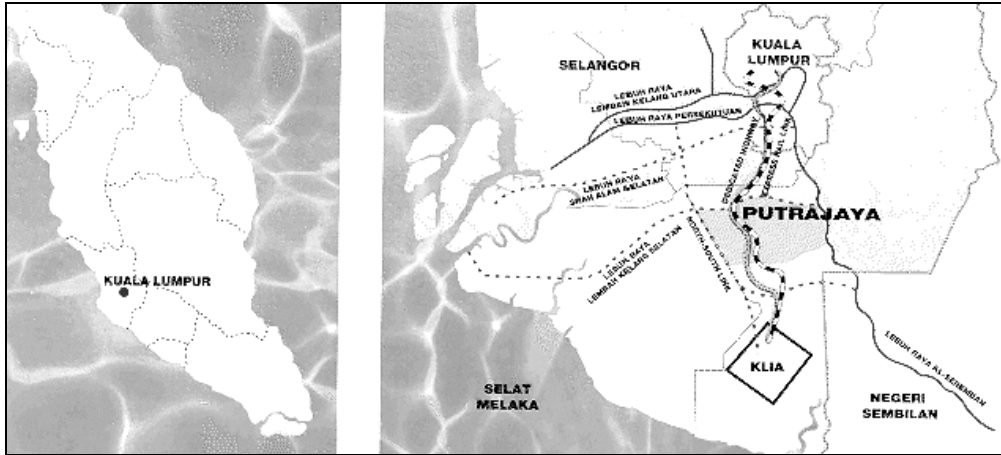 KUALA LUMPUR
SELANGOR
KUALA
LUMPUR
LEBUH RAYA
LEMBAH KELANG UTARA
LEBUH RAYA PERSEKUTUAN
DEDICATED HIGHWAY
EXPRESS RAIL LINK
LEBUH RAYA
SHAH ALAM SELATAN
PUTRAJAYA
LEBUH RAYA
LEMBAH KELANG SELATAN
NORTH-SOUTH LINK
KLIA
LEBUH RAYA KL-SEREMBAN
SELAT
MELAKA
NEGERI
SEMBILAN